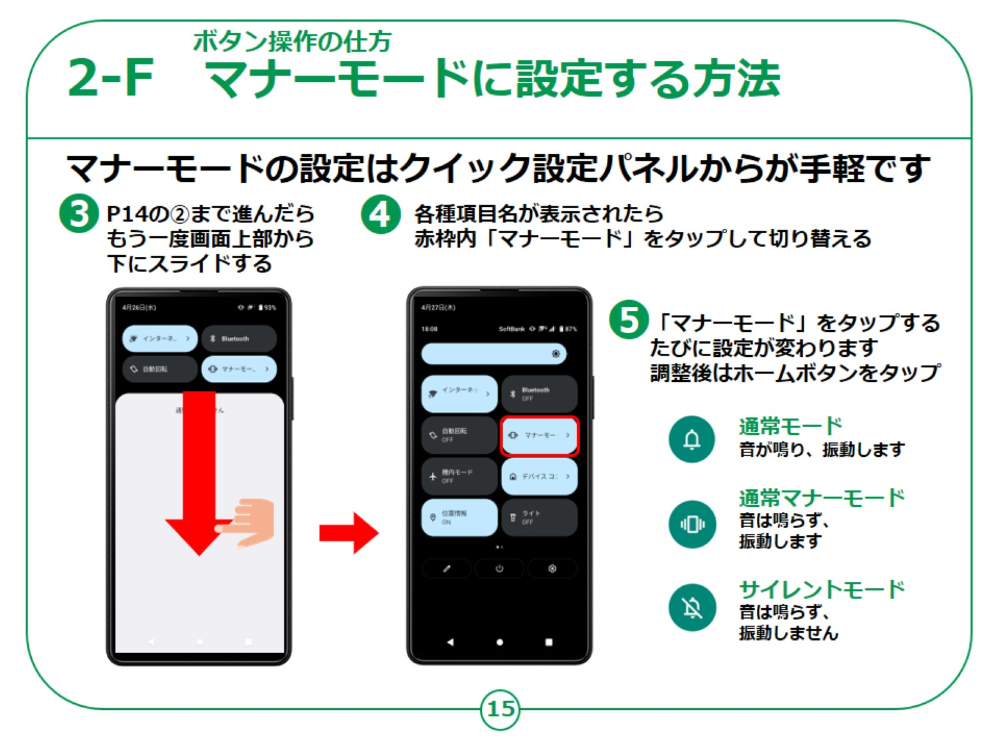 ボタン操作の仕方
2-F マナーモードに設定する方法
マナーモードの設定はクイック設定パネルからが手軽です
3 P14の②まで進んだら
もう一度画面上部から
下にスライドする
4 各種項目名が表示されたら
赤枠内「マナーモード」をタップして切り替える
4月26日(水) 93%
インターネ… Bluetooth
自動回転 マナーモー…
4月27日(木)
18:08 SoftBank 87%
インターネッ Bluetooth
OFF
自動回転 マナーモー
OFF
機内モード デバイス コ
OFF
位置情報 ライト
ON OFF
5 「マナーモード」をタップする
たびに設定が変わります
調整後はホームボタンをタップ
通常モード
音が鳴り、振動します
通常マナーモード
音は鳴らず、
振動します
サイレントモード
音は鳴らず、
振動しません
15